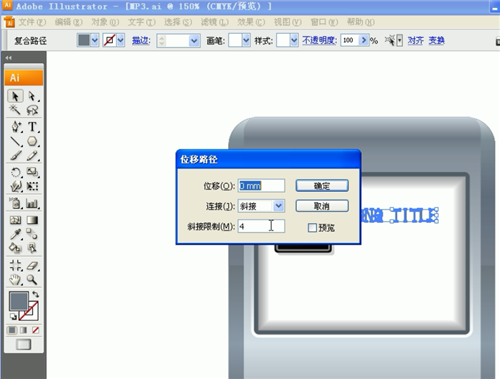 Adobe Illustrator - [MP3.ai @ 150% (CMYK/预览)]
文件(F) 编辑(E) 对象(O) 文字(T) 选择(S) 滤镜(L) 效果(C) 视图(V) 窗口(W) 帮助(H)
复合路径 描边: 画笔: 样式: 不透明度: 100 % 对齐 变换
Ai
位移路径
位移(O): 3 mm 确定
连接(J): 斜接 取消
斜接限制(M): 4 预览
TITLE